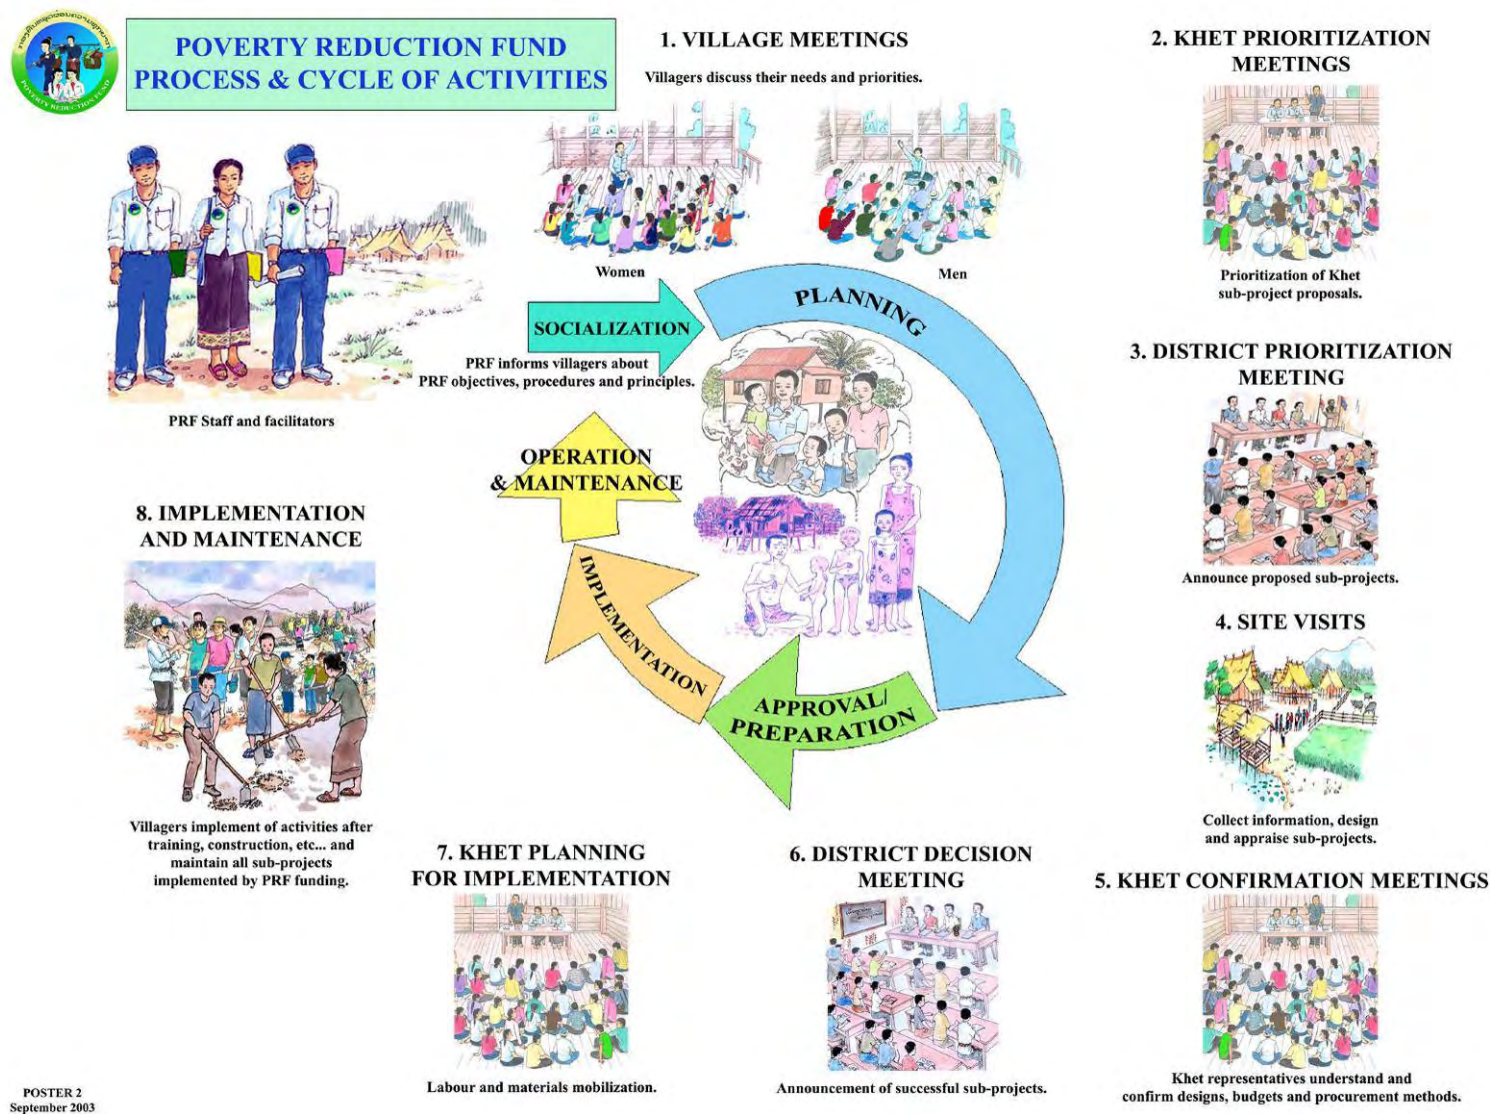 POVERTY REDUCTION FUND
POVERTY REDUCTION FUND
PROCESS & CYCLE OF ACTIVITIES
1. VILLAGE MEETINGS
Villagers discuss their needs and priorities.
Women
Men
2. KHET PRIORITIZATION
MEETINGS
Prioritization of Khet
sub-project proposals.
PRF Staff and facilitators
SOCIALIZATION
PRF informs villagers about
PRF objectives, procedures and principles.
PLANNING
3. DISTRICT PRIORITIZATION
MEETING
Announce proposed sub-projects.
OPERATION
& MAINTENANCE
IMPLEMENTATION
APPROVAL/
PREPARATION
4. SITE VISITS
Collect information, design
and appraise sub-projects.
8. IMPLEMENTATION
AND MAINTENANCE
Villagers implement of activities after
training, construction, etc... and
maintain all sub-projects
implemented by PRF funding.
7. KHET PLANNING
FOR IMPLEMENTATION
Labour and materials mobilization.
6. DISTRICT DECISION
MEETING
Announcement of successful sub-projects.
5. KHET CONFIRMATION MEETINGS
Khet representatives understand and
confirm designs, budgets and procurement methods.
POSTER 2
September 2003